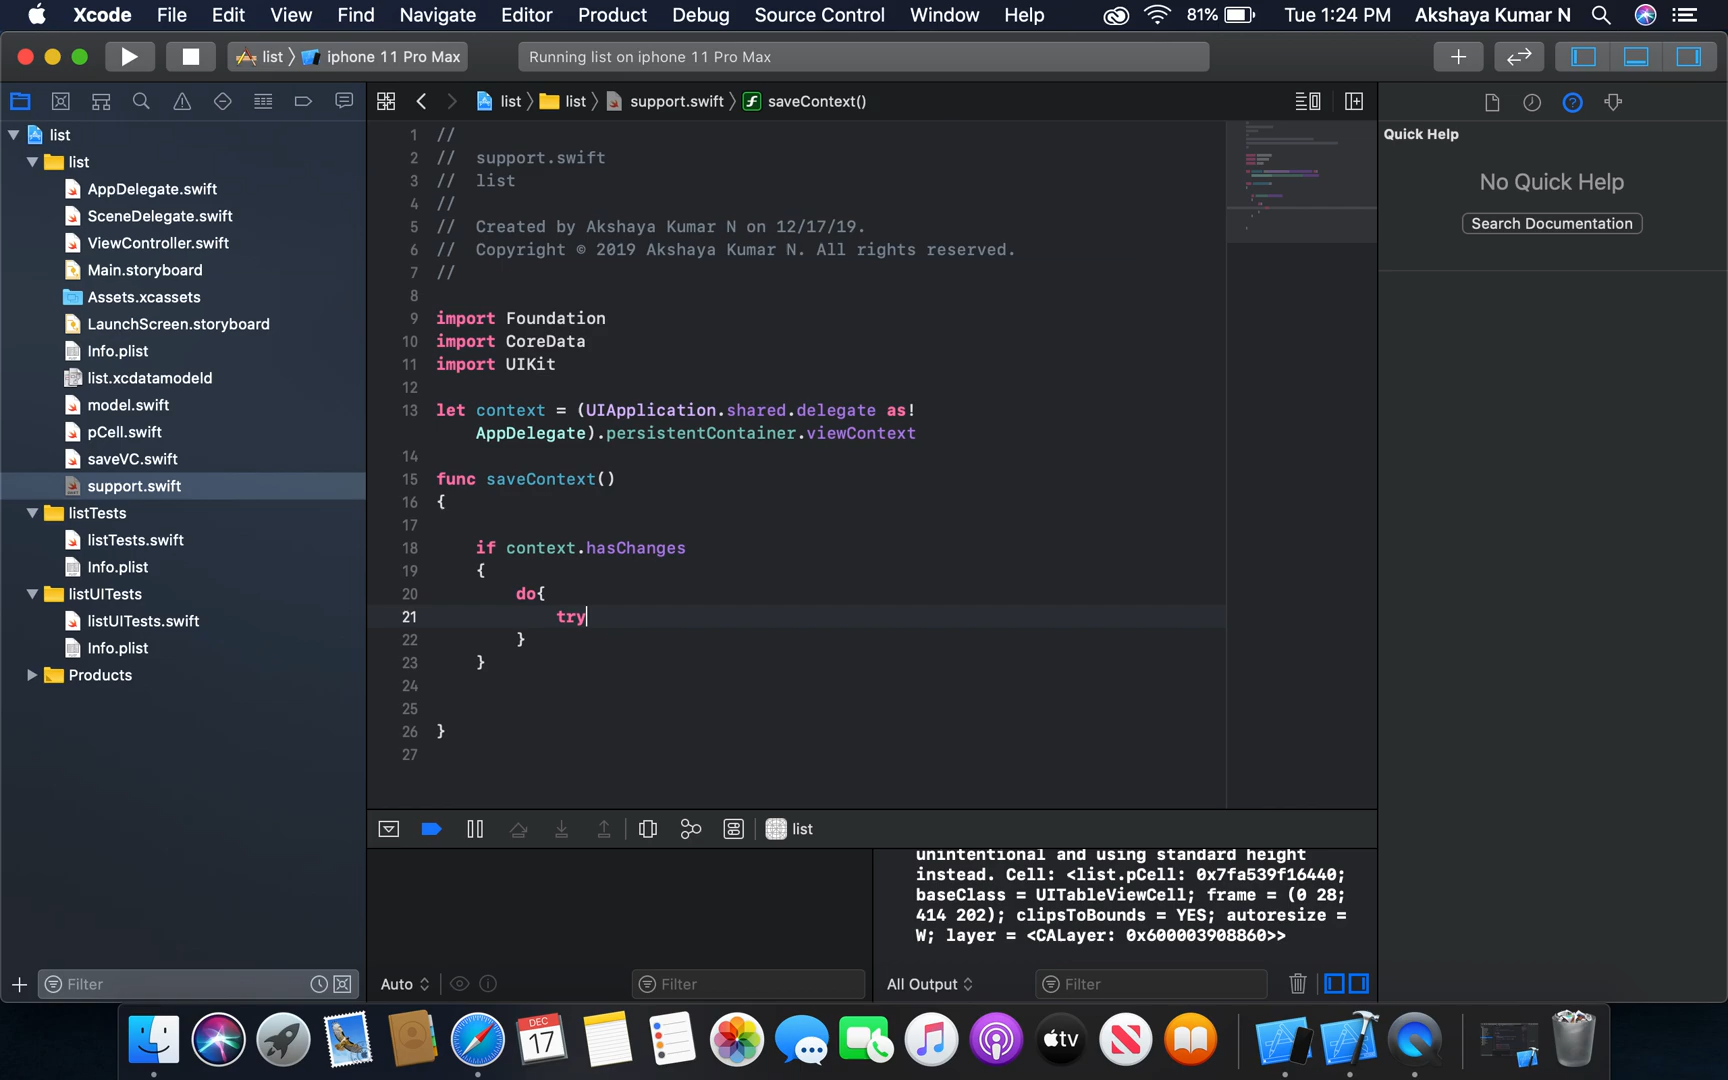 Xcode File Edit View Find Navigate Editor Product Debug Source Control Window Help 81% Tue 1:24 PM Akshaya Kumar N
list iphone 11 Pro Max Running list on iphone 11 Pro Max
list list support.swift saveContext()
list
list
AppDelegate.swift
SceneDelegate.swift
ViewController.swift
Main.storyboard
Assets.xcassets
LaunchScreen.storyboard
Info.plist
list.xcdatamodeld
model.swift
pCell.swift
saveVC.swift
support.swift
listTests
listTests.swift
Info.plist
listUITests
listUITests.swift
Info.plist
Products
Filter
1 //
2 // support.swift
3 // list
4 //
5 // Created by Akshaya Kumar N on 12/17/19.
6 // Copyright © 2019 Akshaya Kumar N. All rights reserved.
7 //
8
9 import Foundation
10 import CoreData
11 import UIKit
12
13 let context = (UIApplication.shared.delegate as!
AppDelegate).persistentContainer.viewContext
14
15 func saveContext()
16 {
17
18 if context.hasChanges
19 {
20 do{
21 try
22 }
23 }
24
25
26 }
27
Quick Help
No Quick Help
Search Documentation
list
unintentional and using standard height
instead. Cell: <list.pCell: 0x7fa539f16440;
baseClass = UITableViewCell; frame = (0 28;
414 202); clipsToBounds = YES; autoresize =
W; layer = <CALayer: 0x600003908860>>
Auto Filter All Output Filter
DEC
17
tv